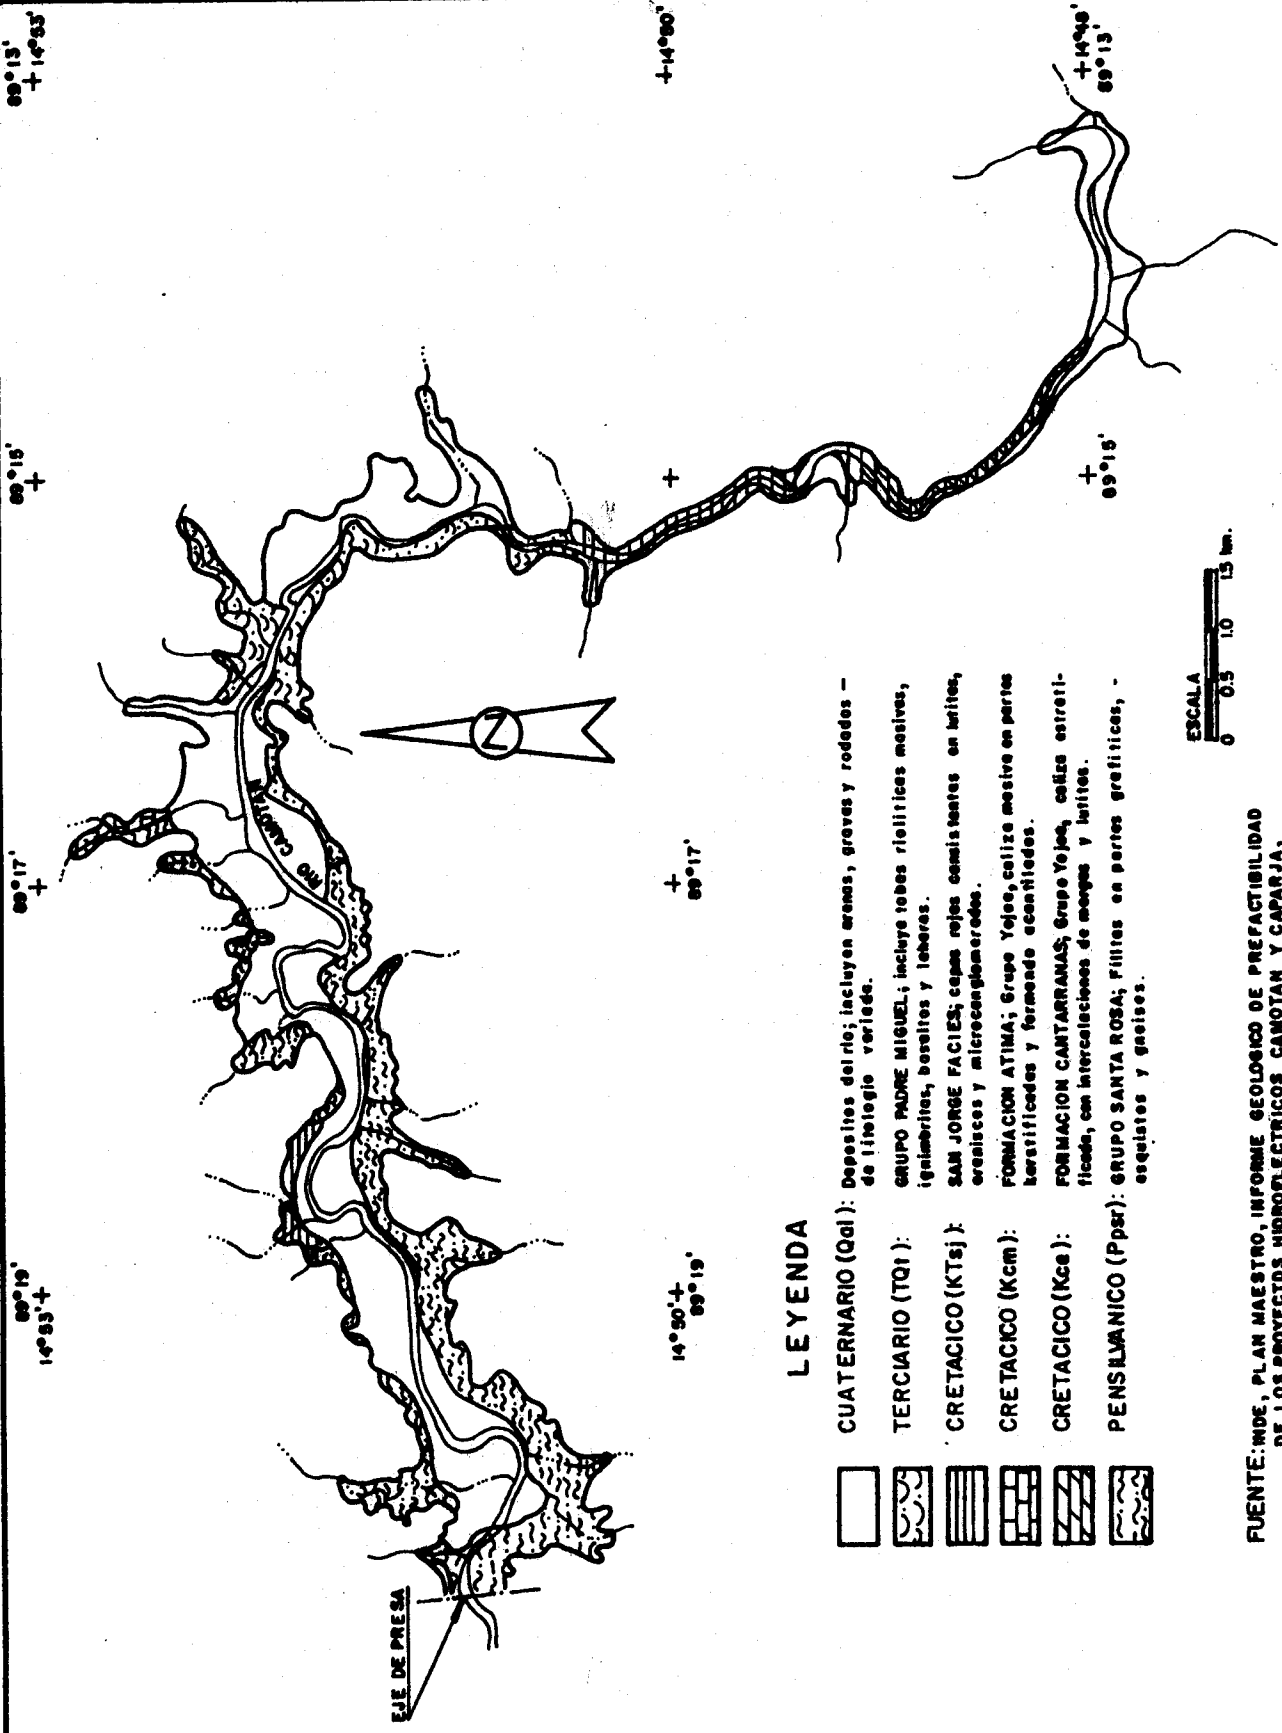 89°19'
14°53'+
89°17'
+
89°15'
+
89°13'
+14°53'
EJE DE PRESA
RIO CAMOTAN
N
14°50'+
89°19'
+
89°17'
+
+14°50'
+
89°15'
+14°48'
89°13'
LEYENDA
CUATERNARIO (Qal): Depositos del rio; incluyen arenas, gravas y rodados –
de litologia variada.
TERCIARIO (TQt): GRUPO PADRE MIGUEL; incluye tobas rioliticas masivas,
ignimbritas, basaltos y lahares.
CRETACICO (KTsj): SAN JORGE FACIES; capas rojas consistentes en lutitas,
areniscas y microconglomerados.
CRETACICO (Kcm): FORMACION ATIMA; Grupo Yojoa, caliza masiva en partes
karstificadas y formando acantilados.
CRETACICO (Kca): FORMACION CANTARRANAS; Grupo Yojoa, caliza estrati-
ficada, con intercalaciones de margas y lutitas.
PENSILVANICO (Ppsr): GRUPO SANTA ROSA; Filitas en partes grafiticas, -
esquistos y gneises.
ESCALA
0 0.5 1.0 1.5 km.
FUENTE: INDE, PLAN MAESTRO, INFORME GEOLOGICO DE PREFACTIBILIDAD
DE LOS PROYECTOS HIDROELECTRICOS CAMOTAN Y CAPARJA.